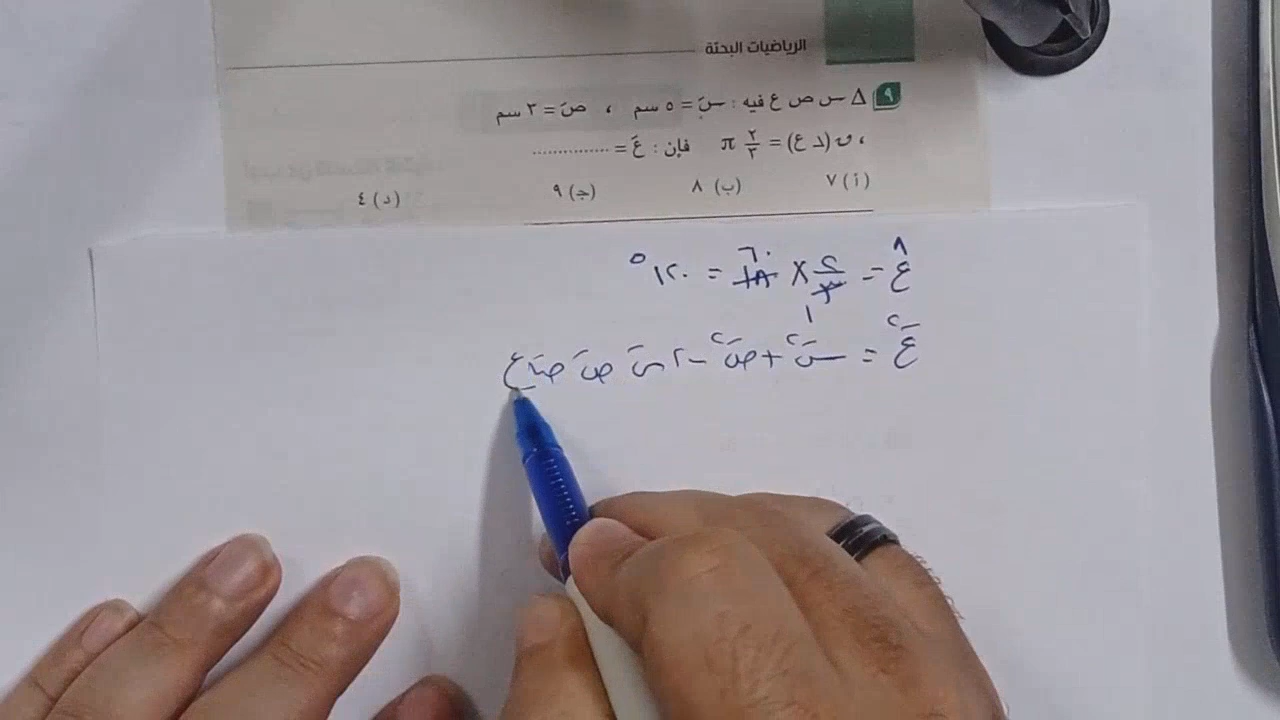 الرياضيات البحتة
٩ Δ س ص ع فيه : سَ = ٥ سم ، صَ = ٣ سم
، ق (د ع) = ٢/٣ π فإن : عَ = ..............
(أ) ٧ (ب) ٨ (جـ) ٩ (د) ٤
ع^ = ٢/٣ × ١٨٠ = ١٢٠°
عَ٢ = سَ٢ + صَ٢ - ٢ سَ صَ جتا ع